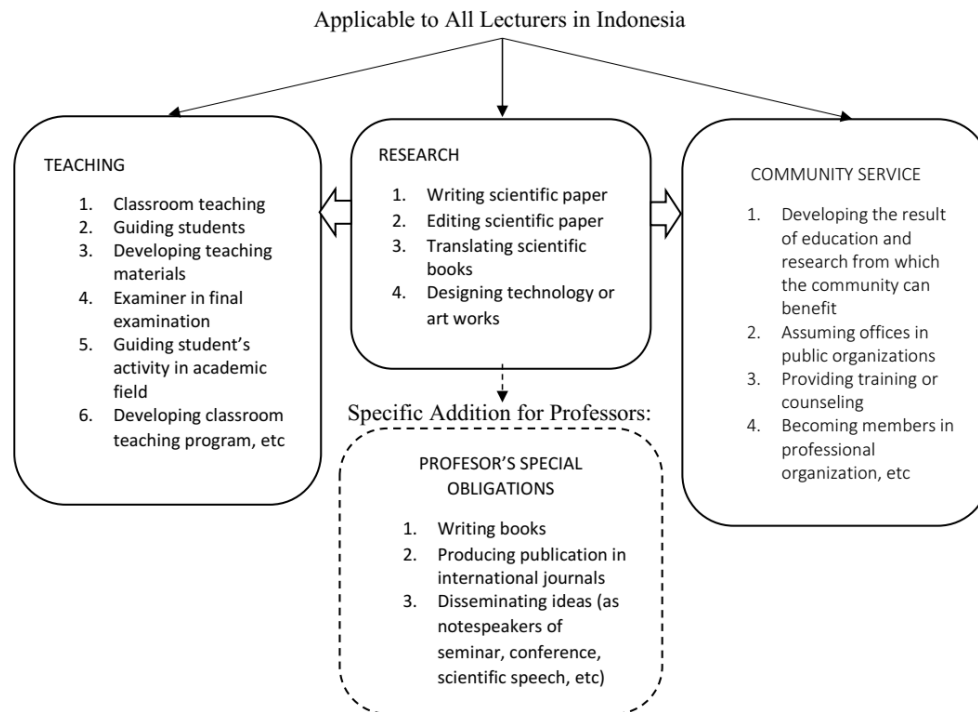 Applicable to All Lecturers in Indonesia
TEACHING
1. Classroom teaching
2. Guiding students
3. Developing teaching
materials
4. Examiner in final
examination
5. Guiding student's
activity in academic
field
6. Developing classroom
teaching program, etc
RESEARCH
1. Writing scientific paper
2. Editing scientific paper
3. Translating scientific
books
4. Designing technology or
art works
COMMUNITY SERVICE
1. Developing the result
of education and
research from which
the community can
benefit
2. Assuming offices in
public organizations
3. Providing training or
counseling
4. Becoming members in
professional
organization, etc
Specific Addition for Professors:
PROFESOR'S SPECIAL
OBLIGATIONS
1. Writing books
2. Producing publication in
international journals
3. Disseminating ideas (as
notespeakers of
seminar, conference,
scientific speech, etc)